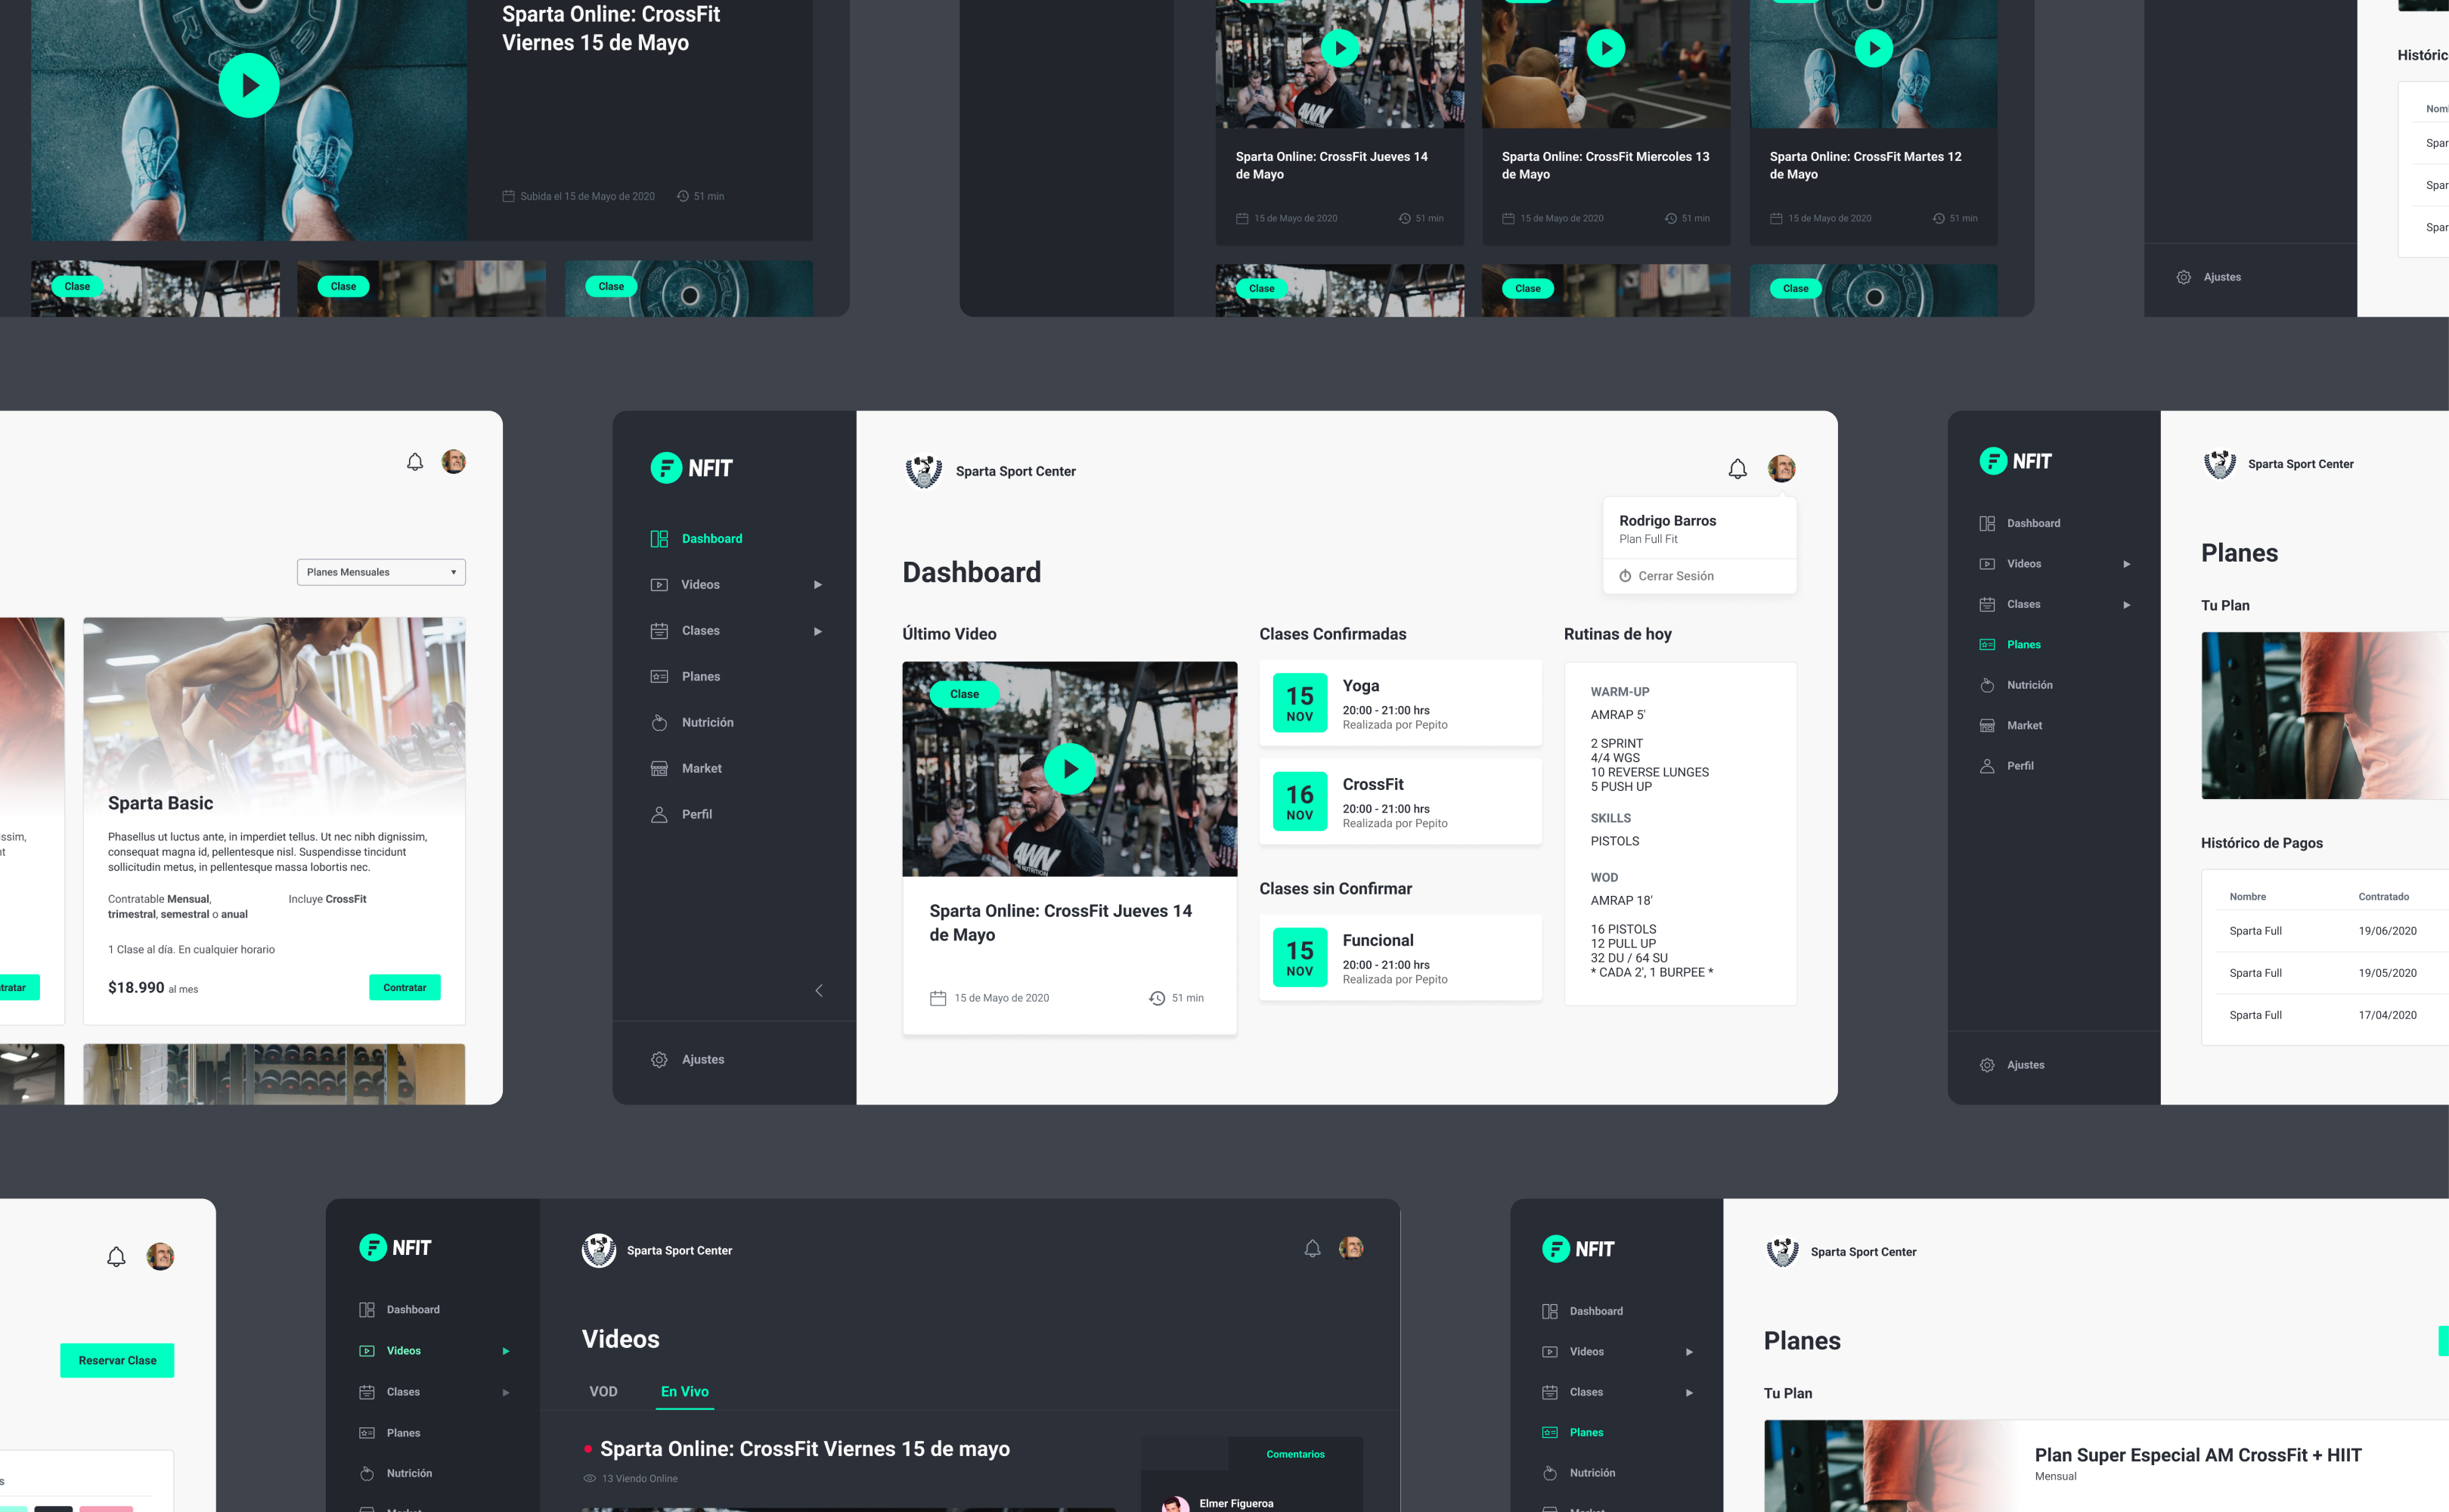 Sparta Online: CrossFit
Viernes 15 de Mayo
Subida el 15 de Mayo de 2020
51 min
Clase
Clase
Clase
AWN
Sparta Online: CrossFit Jueves 14
de Mayo
15 de Mayo de 2020
51 min
Sparta Online: CrossFit Miercoles 13
de Mayo
15 de Mayo de 2020
51 min
Sparta Online: CrossFit Martes 12
de Mayo
15 de Mayo de 2020
51 min
Clase
Clase
Clase
Ajustes
Históric
Nom
Spar
Spar
Spar
Planes Mensuales
ssim,
nt
tratar
Sparta Basic
Phasellus ut luctus ante, in imperdiet tellus. Ut nec nibh dignissim,
consequat magna id, pellentesque nisl. Suspendisse tincidunt
sollicitudin metus, in pellentesque massa lobortis nec.
Contratable Mensual,
trimestral, semestral o anual
Incluye CrossFit
1 Clase al día. En cualquier horario
$18.990 al mes
Contratar
NFIT
Dashboard
Videos
Clases
Planes
Nutrición
Market
Perfil
Ajustes
Sparta Sport Center
Rodrigo Barros
Plan Full Fit
Cerrar Sesión
Dashboard
Último Video
Clase
AWN
NUTRITION
Sparta Online: CrossFit Jueves 14
de Mayo
15 de Mayo de 2020
51 min
Clases Confirmadas
15
NOV
Yoga
20:00 - 21:00 hrs
Realizada por Pepito
16
NOV
CrossFit
20:00 - 21:00 hrs
Realizada por Pepito
Clases sin Confirmar
15
NOV
Funcional
20:00 - 21:00 hrs
Realizada por Pepito
Rutinas de hoy
WARM-UP
AMRAP 5'
2 SPRINT
4/4 WGS
10 REVERSE LUNGES
5 PUSH UP
SKILLS
PISTOLS
WOD
AMRAP 18'
16 PISTOLS
12 PULL UP
32 DU / 64 SU
* CADA 2', 1 BURPEE *
NFIT
Dashboard
Videos
Clases
Planes
Nutrición
Market
Perfil
Ajustes
Sparta Sport Center
Planes
Tu Plan
Histórico de Pagos
Nombre
Contratado
Sparta Full
19/06/2020
Sparta Full
19/05/2020
Sparta Full
17/04/2020
Reservar Clase
s
NFIT
Dashboard
Videos
Clases
Planes
Nutrición
Market
Sparta Sport Center
Videos
VOD
En Vivo
Sparta Online: CrossFit Viernes 15 de mayo
13 Viendo Online
Comentarios
Elmer Figueroa
NFIT
Dashboard
Videos
Clases
Planes
Nutrición
Market
Sparta Sport Center
Planes
Tu Plan
Plan Super Especial AM CrossFit + HIIT
Mensual